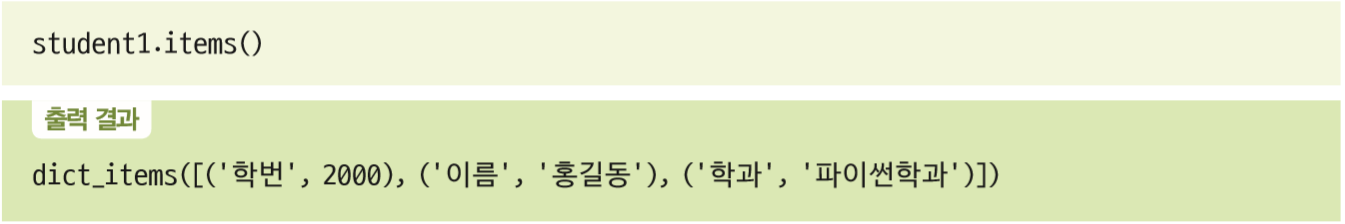 student1.items()
출력 결과
dict_items([('학번', 2000), ('이름', '홍길동'), ('학과', '파이썬학과')])